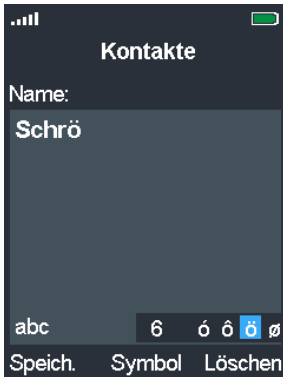 Kontakte
Name:
Schrö
abc 6 ó ô ö ø
Speich. Symbol Löschen